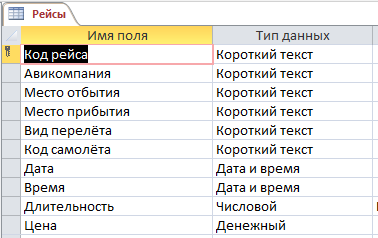 Рейсы
Имя поля Тип данных
Код рейса Короткий текст
Авикомпания Короткий текст
Место отбытия Короткий текст
Место прибытия Короткий текст
Вид перелёта Короткий текст
Код самолёта Короткий текст
Дата Дата и время
Время Дата и время
Длительность Числовой
Цена Денежный